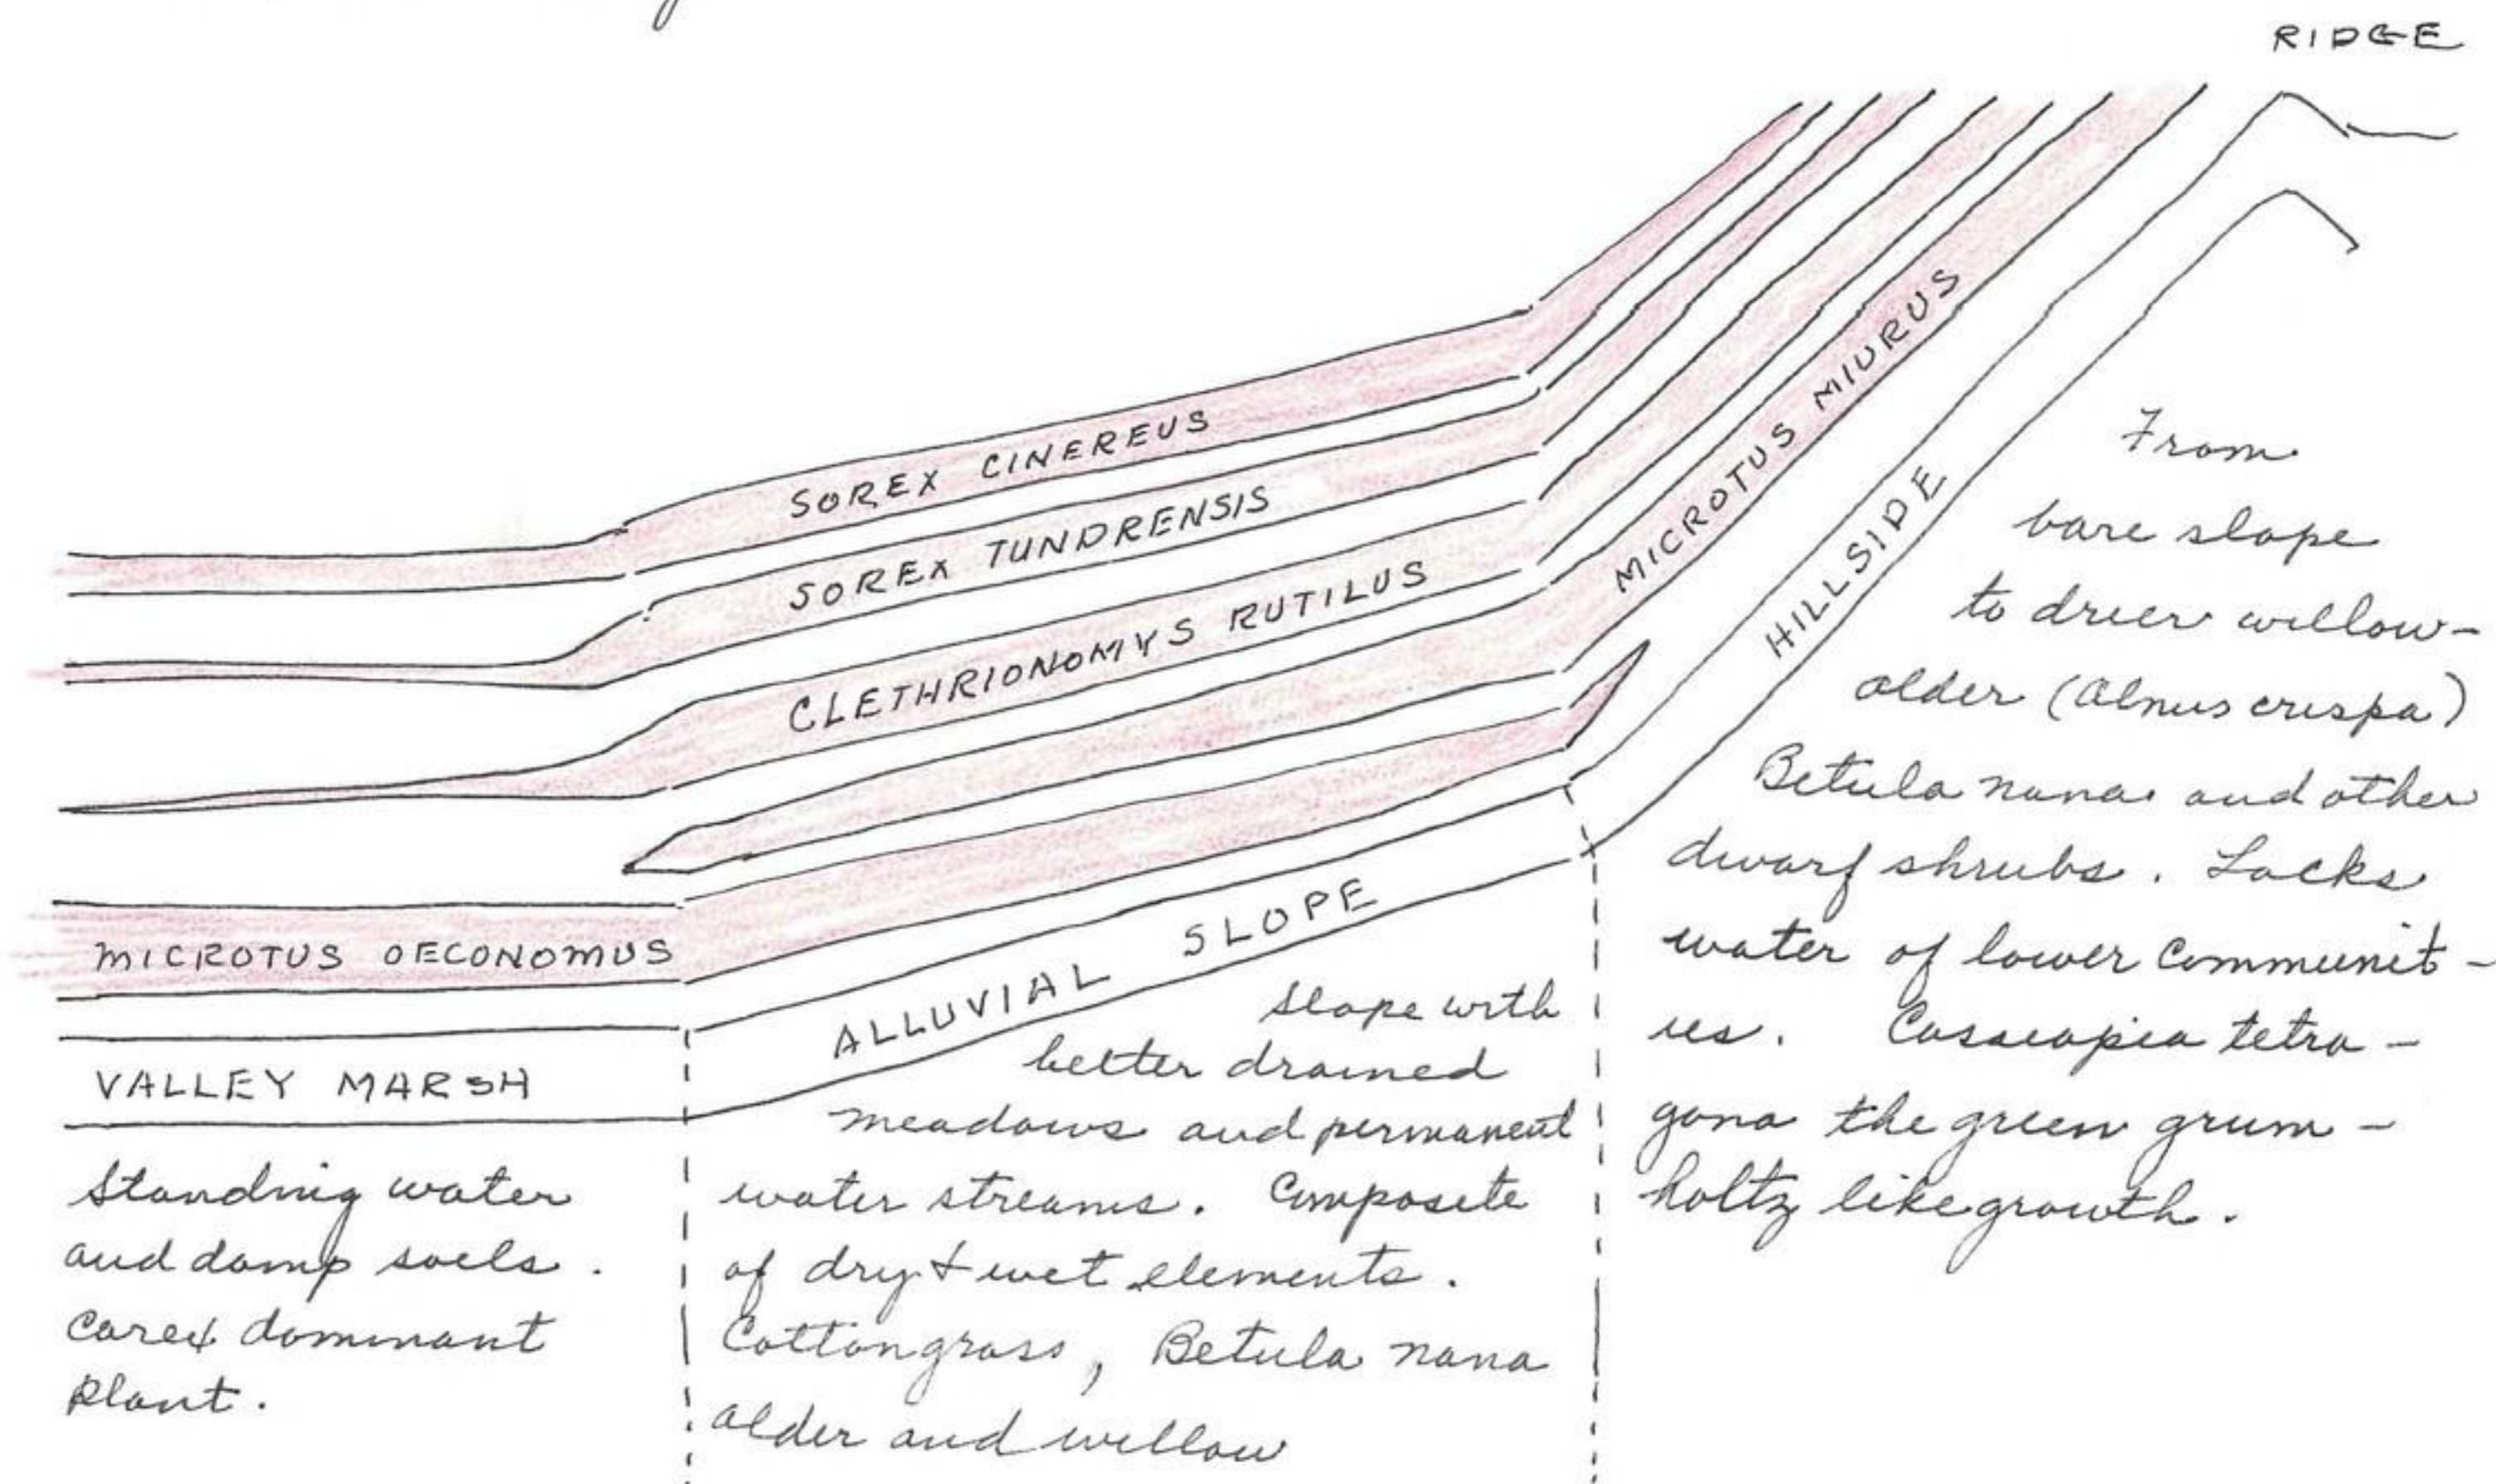 RIDGE
SOREX CINEREUS
SOREX TUNDRENSIS
CLETHRIONOMYS RUTILUS
MICROTUS MIURUS
MICROTUS OECONOMUS
HILLSIDE
ALLUVIAL SLOPE
VALLEY MARSH
Standing water
and damp soils.
Carex dominant
Plant.
slope with
better drained
meadows and permanent
water streams. Composite
of dry & wet elements.
Cottongrass, Betula nana
alder and willow
From
bare slope
to drier willow-
alder (Alnus crispa)
Betula nana and other
dwarf shrubs. Lacks
water of lower communit-
ies. Cassiopia tetra-
gona the green grum-
holtz like growth.